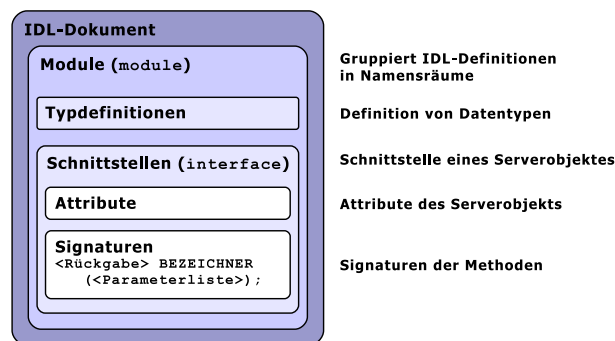 IDL-Dokument
Module (module)
Gruppiert IDL-Definitionen
in Namensräume
Typdefinitionen
Definition von Datentypen
Schnittstellen (interface)
Schnittstelle eines Serverobjektes
Attribute
Attribute des Serverobjekts
Signaturen
<Rückgabe> BEZEICHNER
(<Parameterliste>);
Signaturen der Methoden